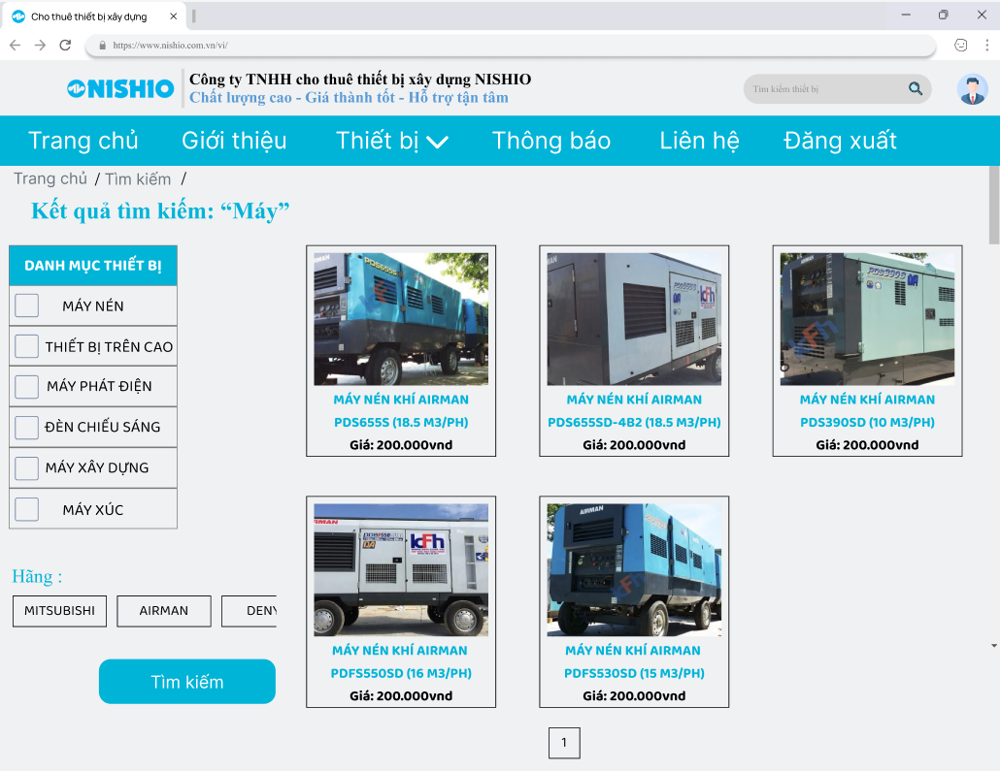 Cho thuê thiết bị xây dựng
https://www.nishio.com.vn/vi/
NISHIO
Công ty TNHH cho thuê thiết bị xây dựng NISHIO
Chất lượng cao - Giá thành tốt - Hỗ trợ tận tâm
Tìm kiếm thiết bị
Trang chủ Giới thiệu Thiết bị Thông báo Liên hệ Đăng xuất
Trang chủ / Tìm kiếm /
Kết quả tìm kiếm: “Máy”
DANH MỤC THIẾT BỊ
MÁY NÉN
THIẾT BỊ TRÊN CAO
MÁY PHÁT ĐIỆN
ĐÈN CHIẾU SÁNG
MÁY XÂY DỰNG
MÁY XÚC
Hãng :
MITSUBISHI AIRMAN DENY
Tìm kiếm
PDS655S
MÁY NÉN KHÍ AIRMAN
PDS655S (18.5 M3/PH)
Giá: 200.000vnd
kFh
MÁY NÉN KHÍ AIRMAN
PDS655SD-4B2 (18.5 M3/PH)
Giá: 200.000vnd
PDS390S
KFh
MÁY NÉN KHÍ AIRMAN
PDS390SD (10 M3/PH)
Giá: 200.000vnd
kFh
MÁY NÉN KHÍ AIRMAN
PDFS550SD (16 M3/PH)
Giá: 200.000vnd
AIRMAN
MÁY NÉN KHÍ AIRMAN
PDFS530SD (15 M3/PH)
Giá: 200.000vnd
1